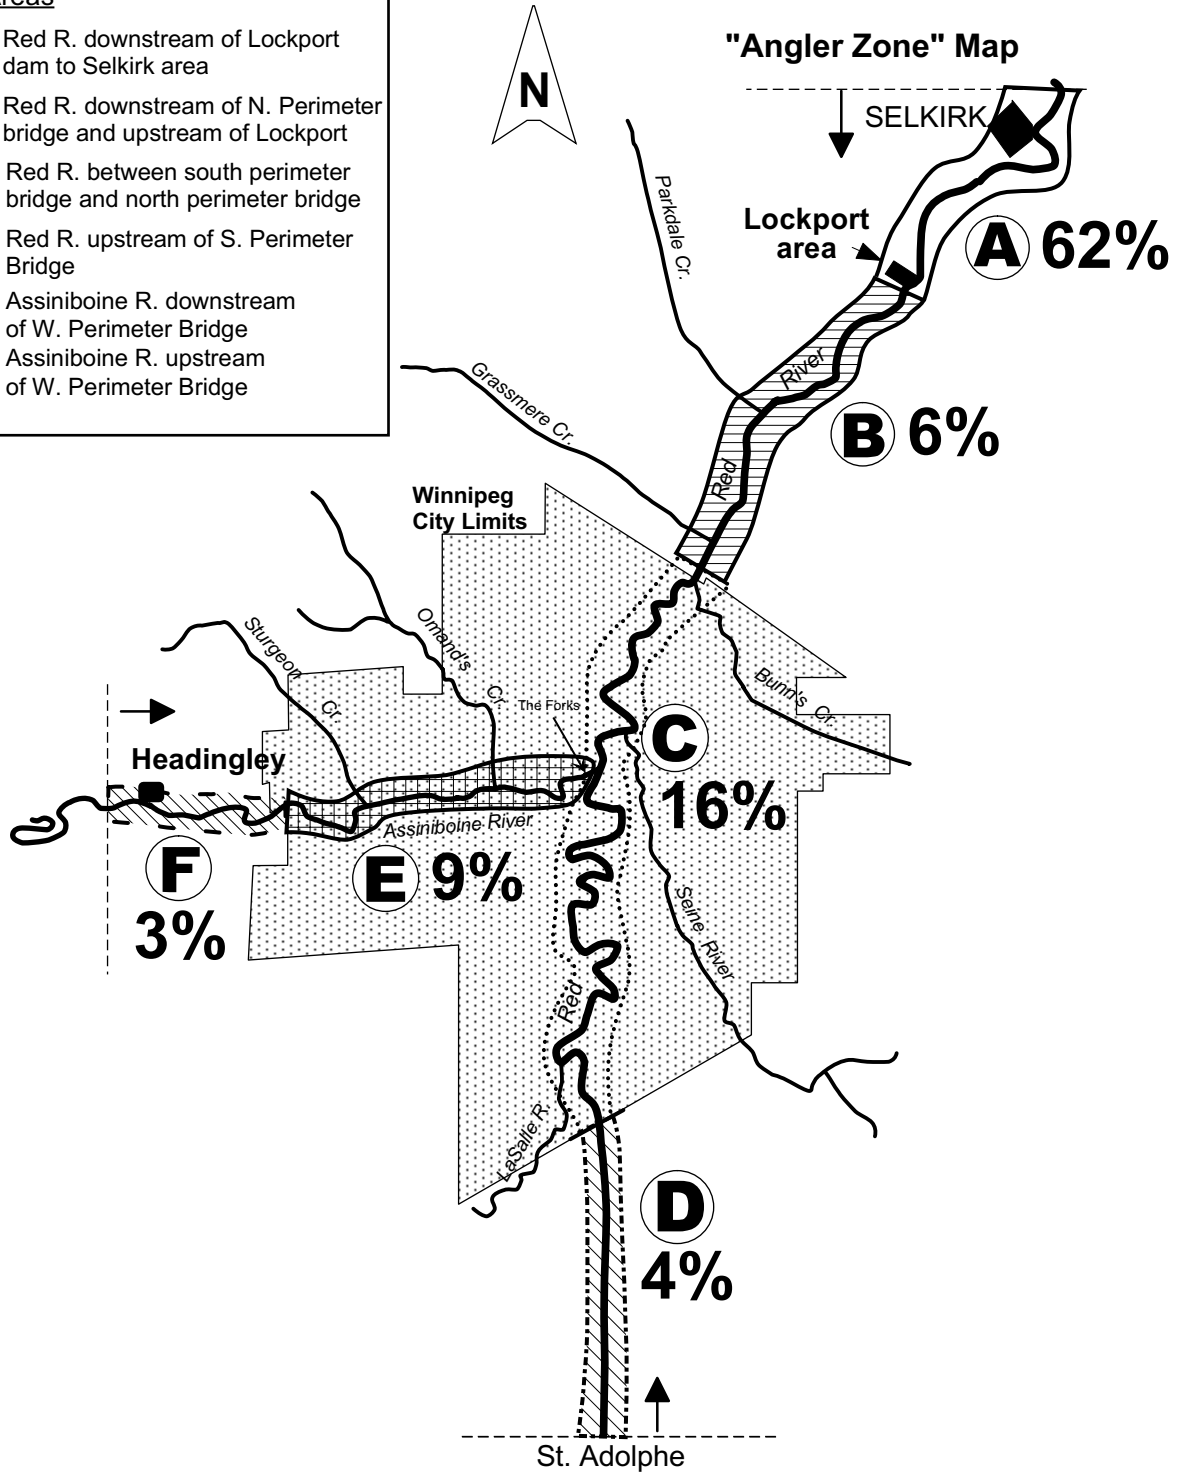 Red R. downstream of Lockport
dam to Selkirk area
Red R. downstream of N. Perimeter
bridge and upstream of Lockport
Red R. between south perimeter
bridge and north perimeter bridge
Red R. upstream of S. Perimeter
Bridge
Assiniboine R. downstream
of W. Perimeter Bridge
Assiniboine R. upstream
of W. Perimeter Bridge
N
"Angler Zone" Map
SELKIRK
Parkdale Cr.
Lockport
area
A 62%
River
Grassmere Cr.
B 6%
Red
Winnipeg
City Limits
Omand's
Cr.
Sturgeon
Cr.
Bunn's Cr.
The Forks
C
16%
Headingley
Assiniboine River
F
3%
E 9%
Seine River
Red
LaSalle R.
D
4%
St. Adolphe